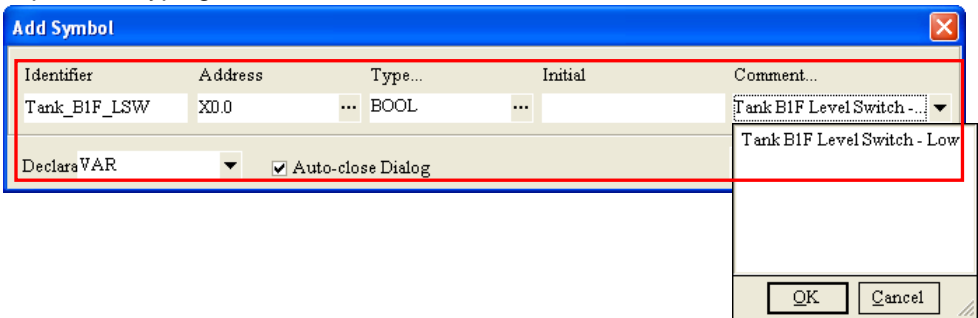 Add Symbol
Identifier Address Type... Initial Comment...
Tank_B1F_LSW X0.0 ... BOOL ... Tank B1F Level Switch -...
Tank B1F Level Switch - Low
Declara VAR Auto-close Dialog
OK Cancel